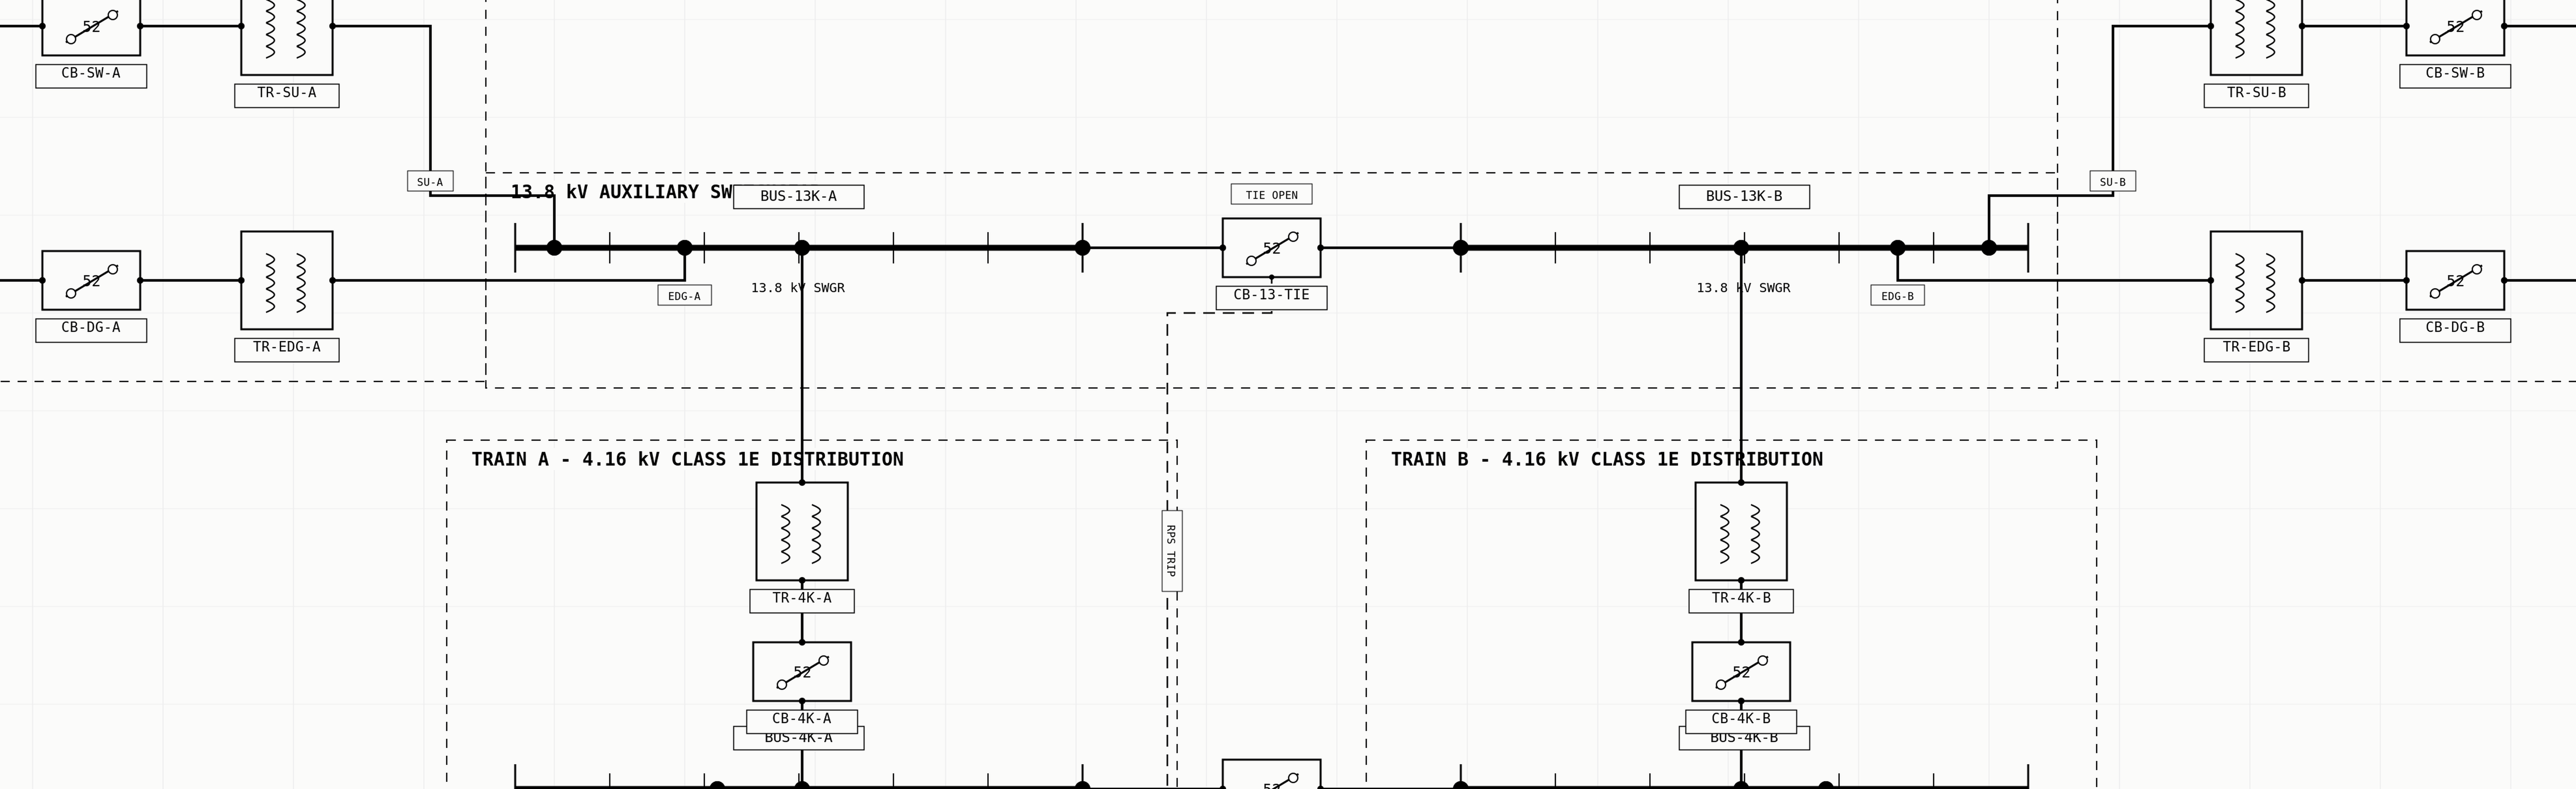 52
52
CB-SW-A
CB-SW-B
TR-SU-A
TR-SU-B
SU-A
SU-B
13.8 kV AUXILIARY SW
BUS-13K-A
TIE OPEN
BUS-13K-B
52
52
52
EDG-A
13.8 kV SWGR
CB-13-TIE
13.8 kV SWGR
EDG-B
CB-DG-A
CB-DG-B
TR-EDG-A
TR-EDG-B
TRAIN A - 4.16 kV CLASS 1E DISTRIBUTION
TRAIN B - 4.16 kV CLASS 1E DISTRIBUTION
RPS TRIP
TR-4K-A
TR-4K-B
52
52
CB-4K-A
CB-4K-B
BUS-4K-A
BUS-4K-B
52